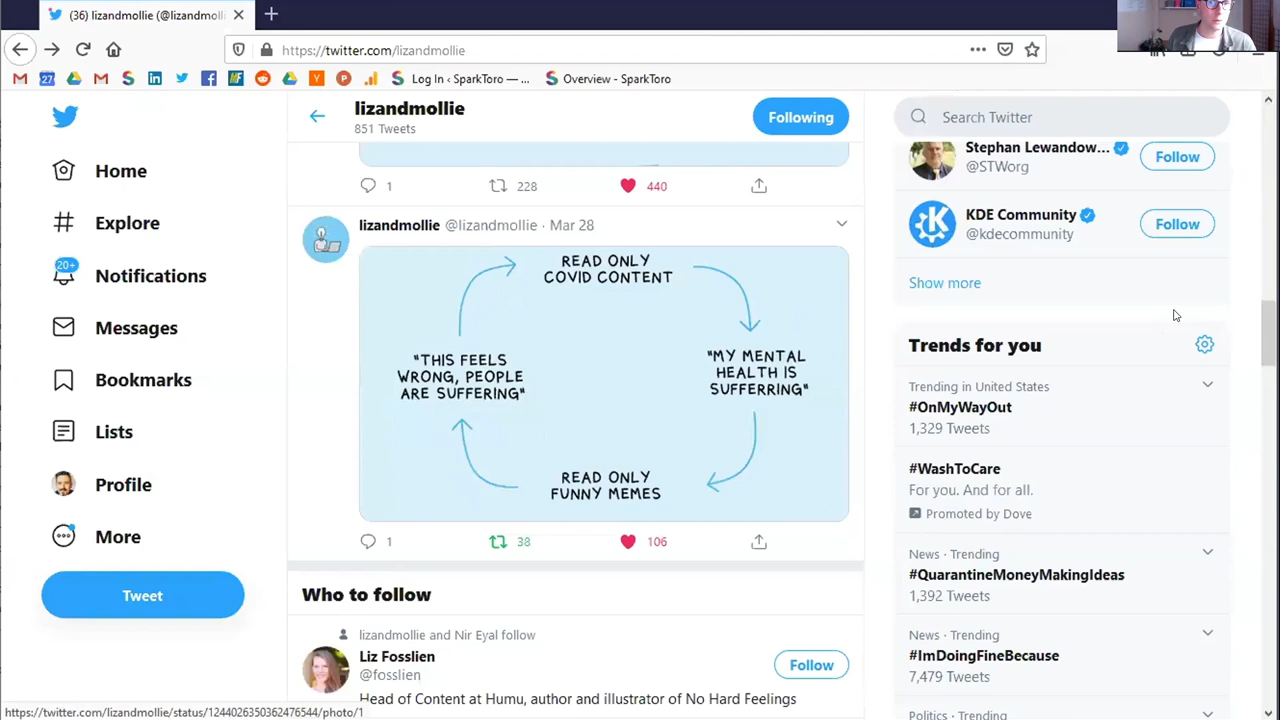 (36) lizandmollie (@lizandmolli
https://twitter.com/lizandmollie
27
Log In ‹ SparkToro — ...
Overview - SparkToro
Home
Explore
20+
Notifications
Messages
Bookmarks
Lists
Profile
More
Tweet
lizandmollie
851 Tweets
Following
1
228
440
lizandmollie @lizandmollie · Mar 28
READ ONLY
COVID CONTENT
"MY MENTAL
HEALTH IS
SUFFERRING"
READ ONLY
FUNNY MEMES
"THIS FEELS
WRONG, PEOPLE
ARE SUFFERING"
1
38
106
Who to follow
lizandmollie and Nir Eyal follow
Liz Fosslien
@fosslien
Follow
Head of Content at Humu, author and illustrator of No Hard Feelings
Search Twitter
Stephan Lewandow...
@STWorg
Follow
KDE Community
@kdecommunity
Follow
Show more
Trends for you
Trending in United States
#OnMyWayOut
1,329 Tweets
#WashToCare
For you. And for all.
Promoted by Dove
News · Trending
#QuarantineMoneyMakingIdeas
1,392 Tweets
News · Trending
#ImDoingFineBecause
7,479 Tweets
Politics · Trending
https://twitter.com/lizandmollie/status/1244026350362476544/photo/1